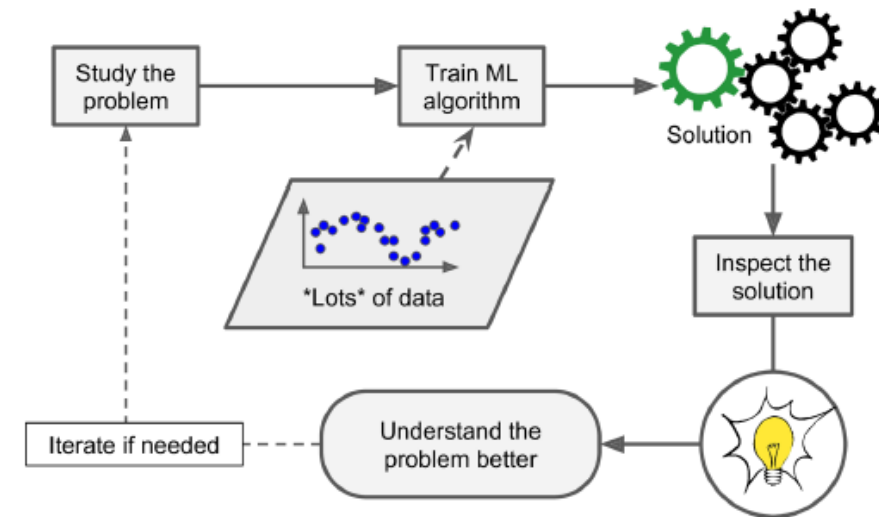 Study the
problem
Train ML
algorithm
Solution
*Lots* of data
Inspect the
solution
Understand the
problem better
Iterate if needed